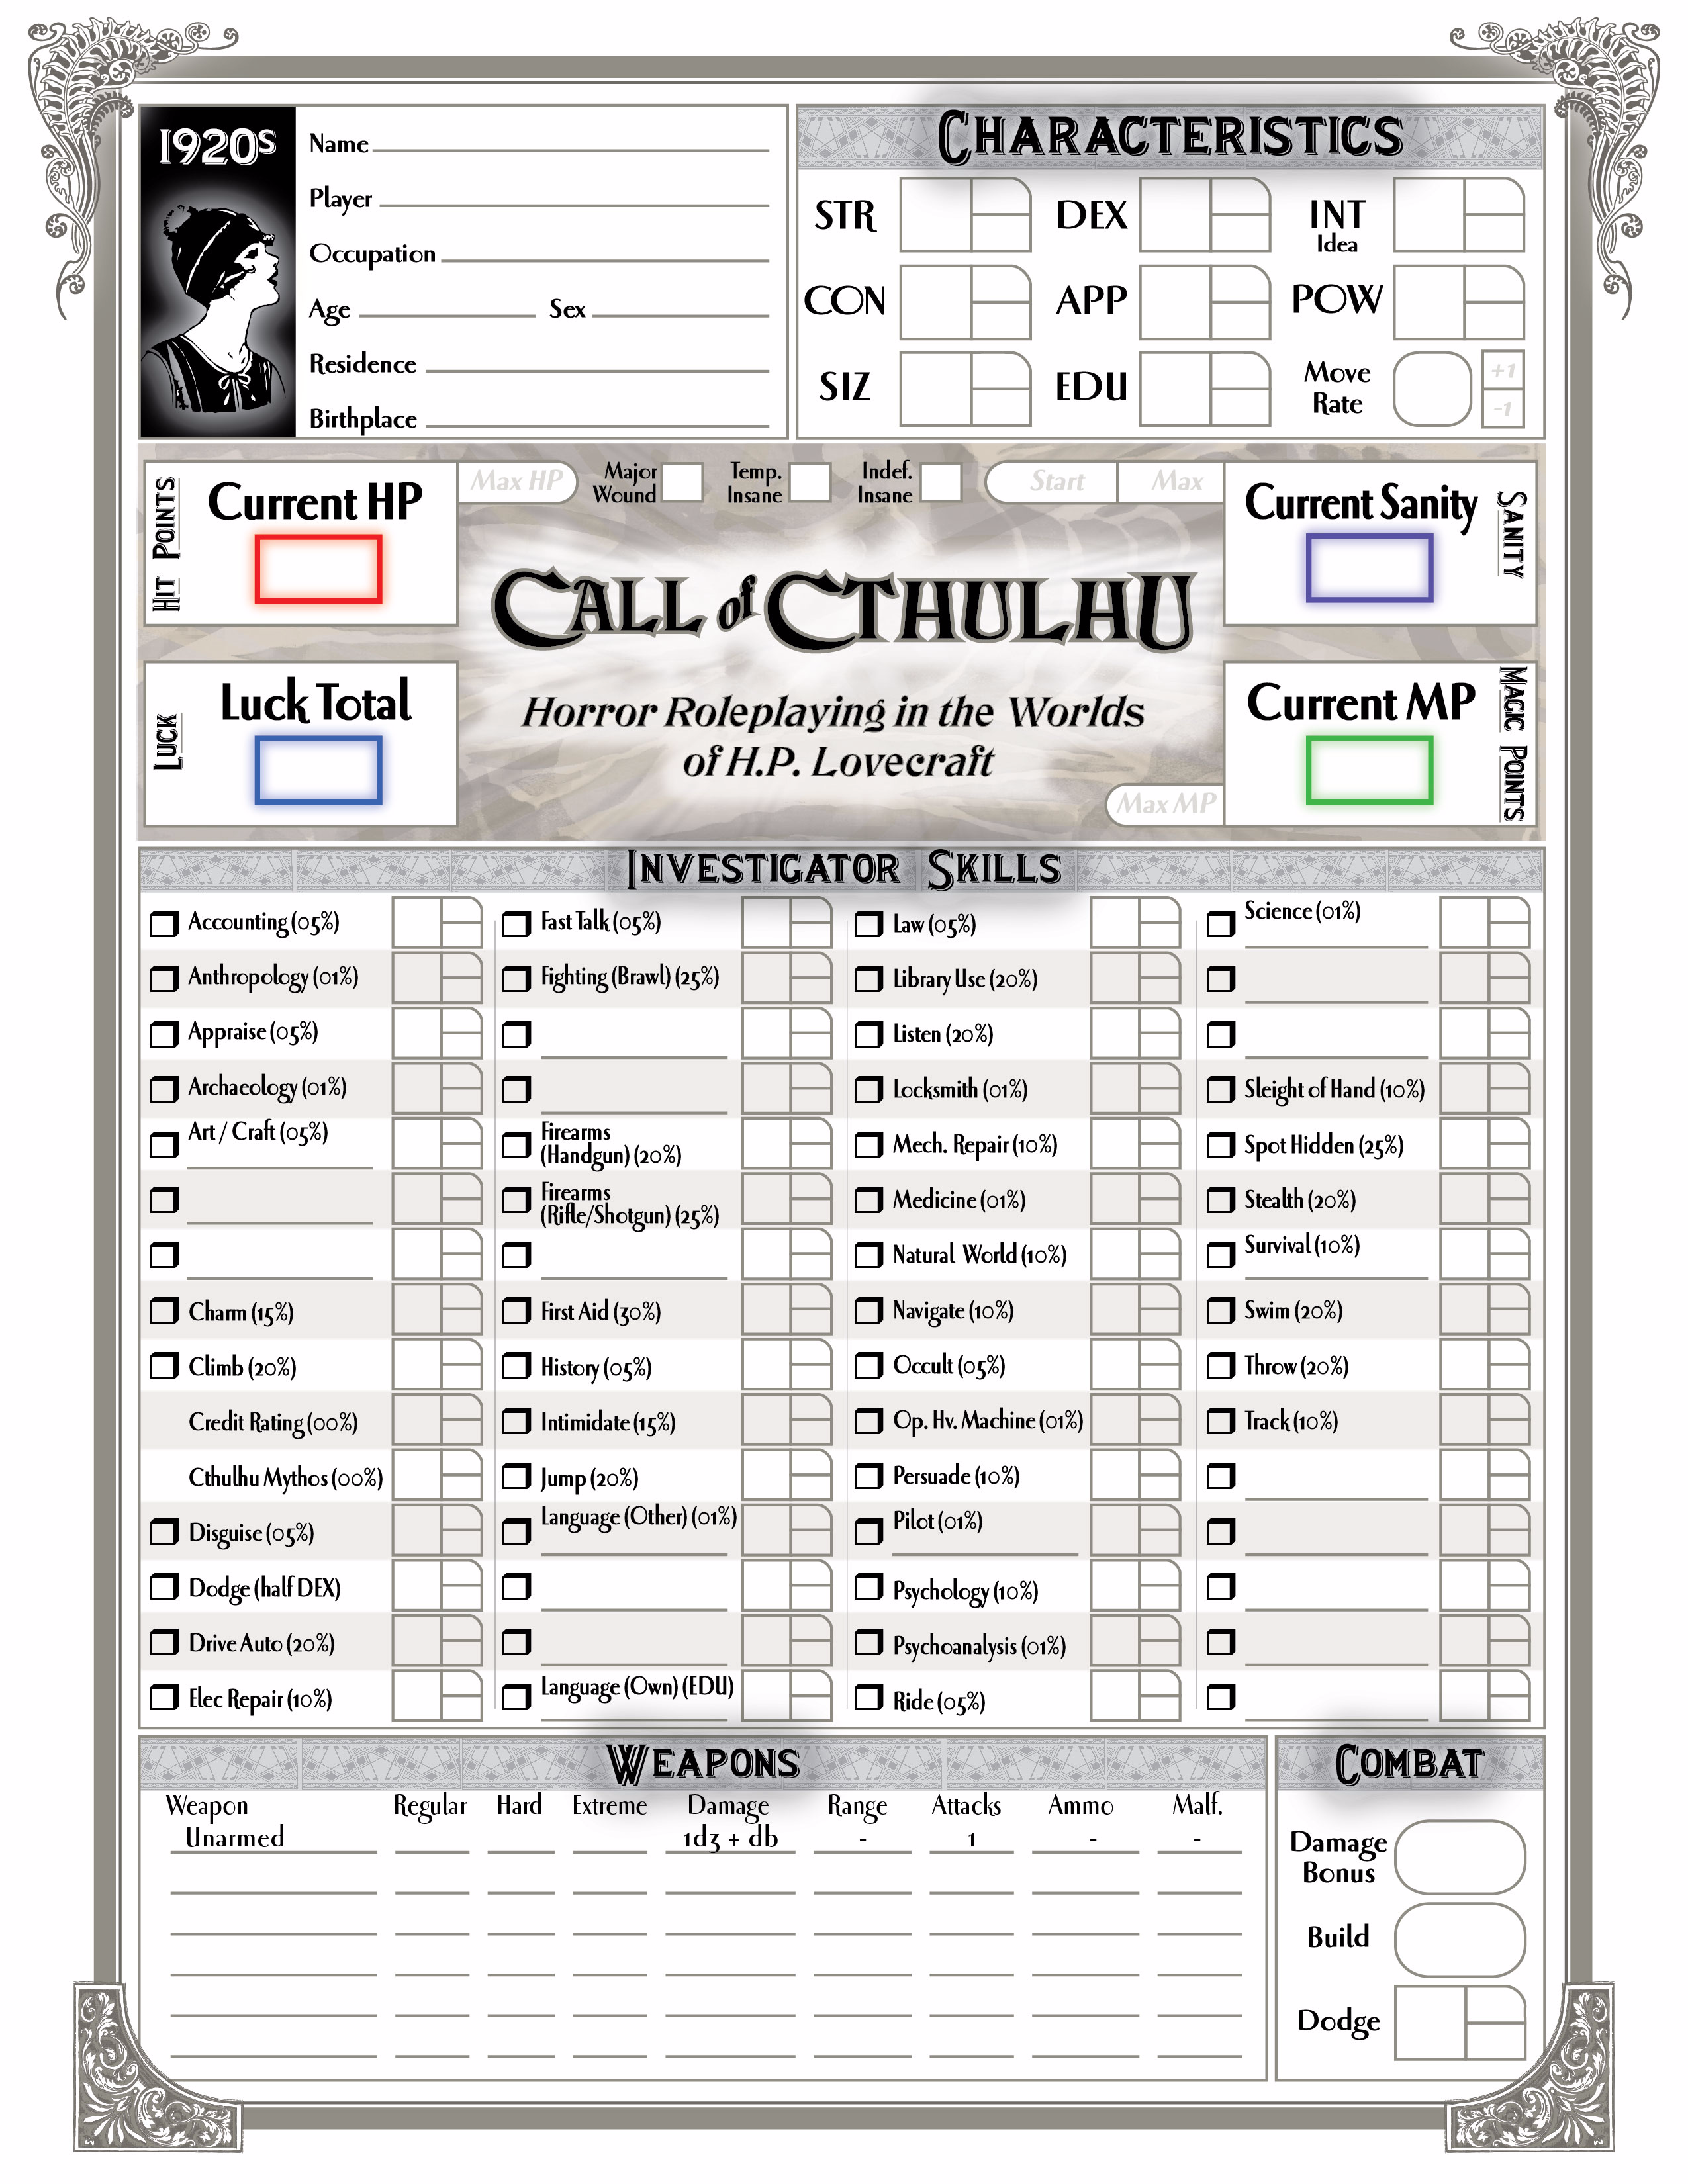 1920s
Name
Player
Occupation
Age Sex
Residence
Birthplace
Characteristics
STR DEX INT
Idea
CON APP POW
SIZ EDU Move
Rate
+1
-1
Hit Points
Current HP
Max HP
Major
Wound
Temp.
Insane
Indef.
Insane
Start Max
Current Sanity
Sanity
Call of Cthulhu
Horror Roleplaying in the Worlds
of H.P. Lovecraft
Luck
Luck Total
Max MP
Current MP
Magic Points
Investigator Skills
Accounting (05%)
Anthropology (01%)
Appraise (05%)
Archaeology (01%)
Art / Craft (05%)
Charm (15%)
Climb (20%)
Credit Rating (00%)
Cthulhu Mythos (00%)
Disguise (05%)
Dodge (half DEX)
Drive Auto (20%)
Elec Repair (10%)
Fast Talk (05%)
Fighting (Brawl) (25%)
Firearms
(Handgun) (20%)
Firearms
(Rifle/Shotgun) (25%)
First Aid (30%)
History (05%)
Intimidate (15%)
Jump (20%)
Language (Other) (01%)
Language (Own) (EDU)
Law (05%)
Library Use (20%)
Listen (20%)
Locksmith (01%)
Mech. Repair (10%)
Medicine (01%)
Natural World (10%)
Navigate (10%)
Occult (05%)
Op. Hv. Machine (01%)
Persuade (10%)
Pilot (01%)
Psychology (10%)
Psychoanalysis (01%)
Ride (05%)
Science (01%)
Sleight of Hand (10%)
Spot Hidden (25%)
Stealth (20%)
Survival (10%)
Swim (20%)
Throw (20%)
Track (10%)
Weapons
Weapon Regular Hard Extreme Damage Range Attacks Ammo Malf.
Unarmed 1d3 + db - 1 - -
Combat
Damage
Bonus
Build
Dodge